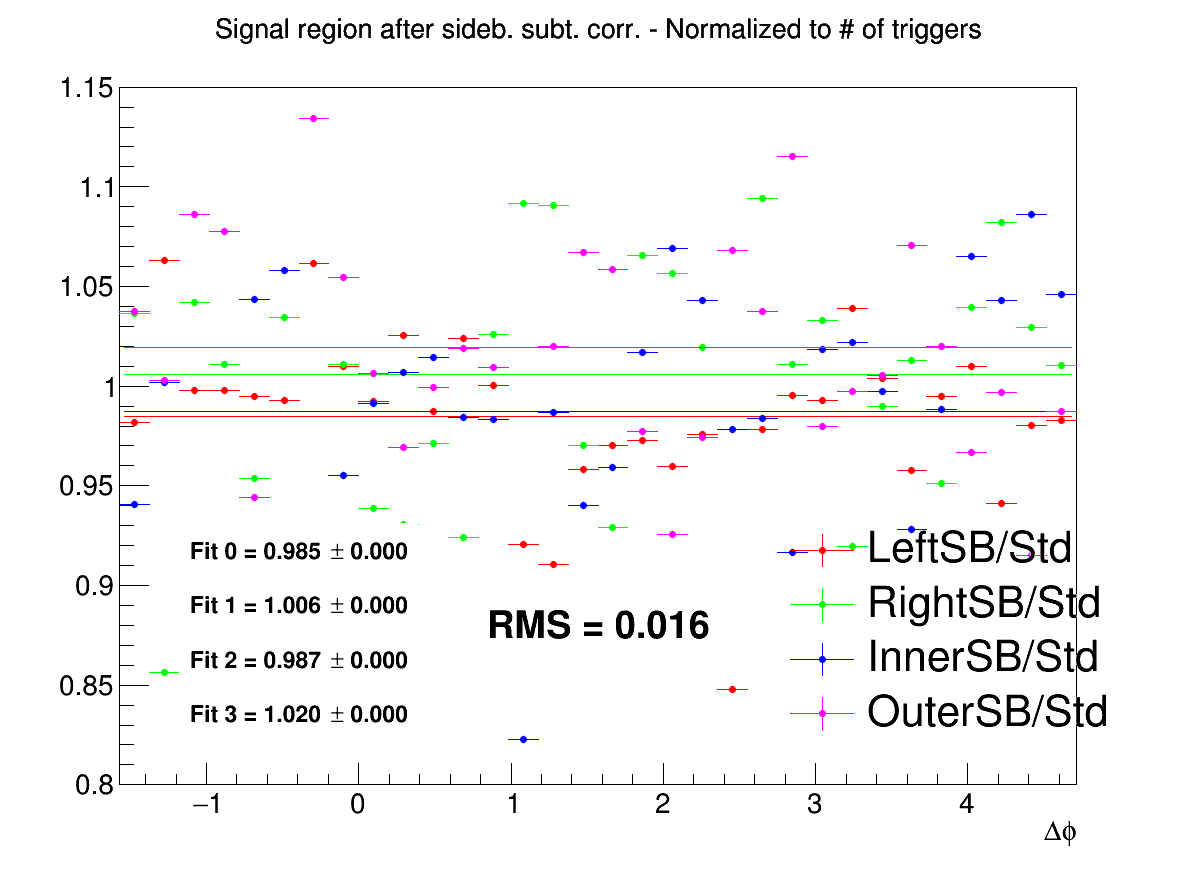 Signal region after sideb. subt. corr. - Normalized to # of triggers
1.15
1.1
1.05
1
0.95
0.9
0.85
0.8
Fit 0 = 0.985 ± 0.000
Fit 1 = 1.006 ± 0.000
Fit 2 = 0.987 ± 0.000
Fit 3 = 1.020 ± 0.000
RMS = 0.016
LeftSB/Std
RightSB/Std
InnerSB/Std
OuterSB/Std
−1 0 1 2 3 4
Δϕ